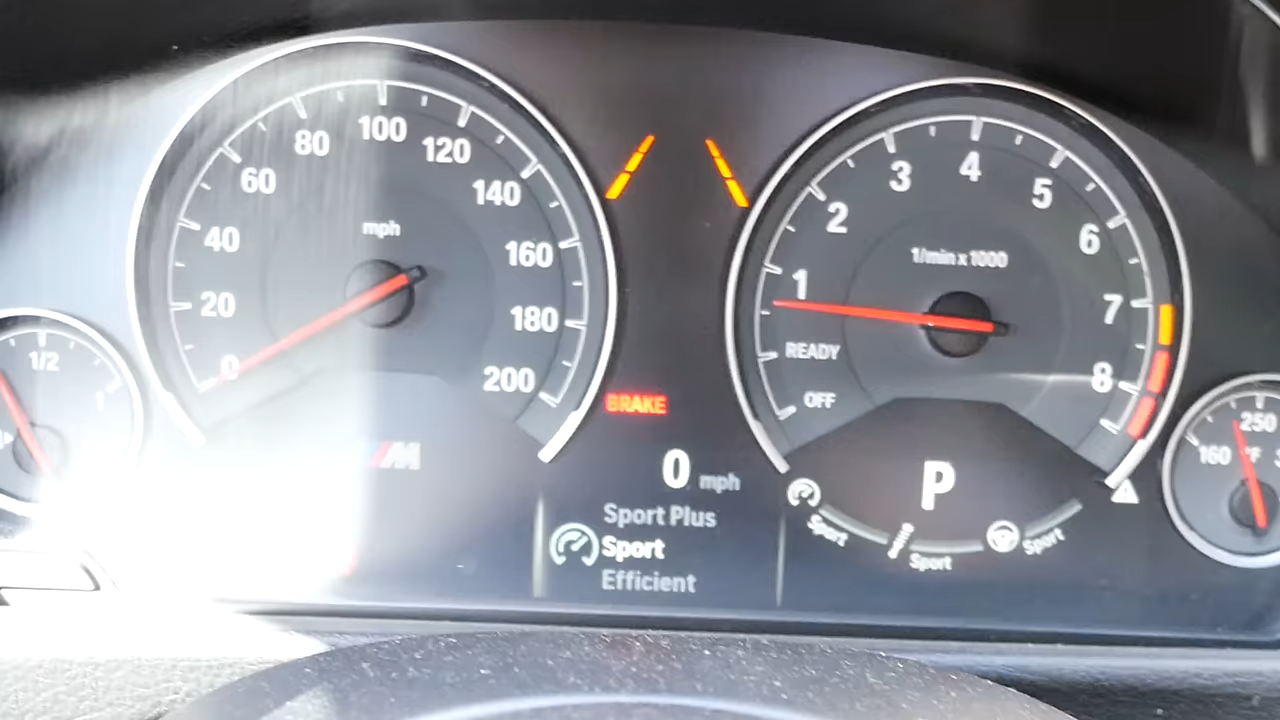 1/2
1
0
20
40
60
80
100
120
140
160
180
200
mph
M
BRAKE
0 mph
Sport Plus
Sport
Efficient
OFF
READY
1
2
3
4
5
6
7
8
1/min x 1000
P
Sport
Sport
Sport
160
250
°F